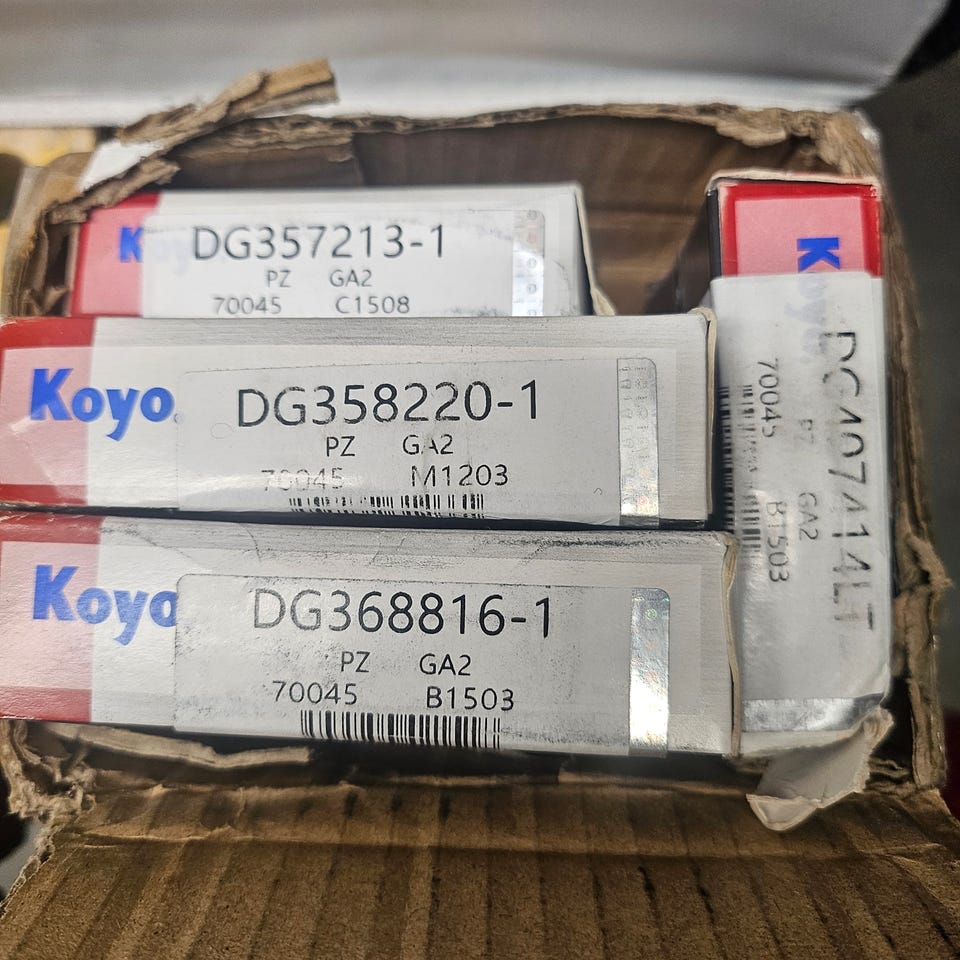 Koyo
DG357213-1
PZ GA2
70045 C1508
Koyo
DG358220-1
PZ GA2
70045 M1203
Koyo
DG368816-1
PZ GA2
70045 B1503
Koyo
PZ GA2
70045 B1503